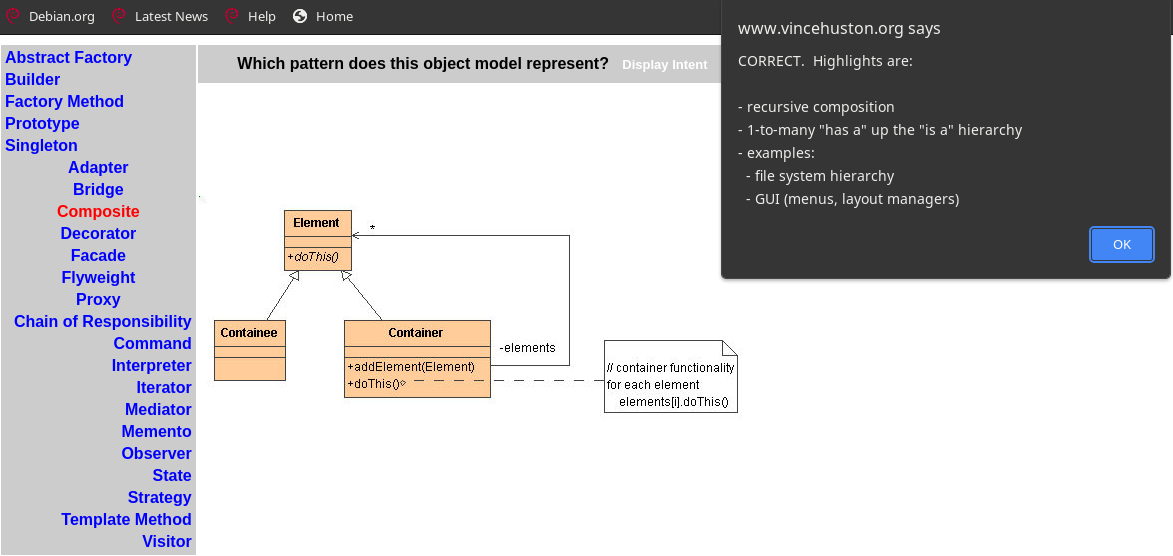 Debian.org Latest News Help Home
Abstract Factory
Builder
Factory Method
Prototype
Singleton
Adapter
Bridge
Composite
Decorator
Facade
Flyweight
Proxy
Chain of Responsibility
Command
Interpreter
Iterator
Mediator
Memento
Observer
State
Strategy
Template Method
Visitor
Which pattern does this object model represent? Display Intent
Element
*
+doThis()
Containee
Container
+addElement(Element)
+doThis()
-elements
// container functionality
for each element
elements[i].doThis()
www.vincehuston.org says
CORRECT. Highlights are:
- recursive composition
- 1-to-many "has a" up the "is a" hierarchy
- examples:
- file system hierarchy
- GUI (menus, layout managers)
OK